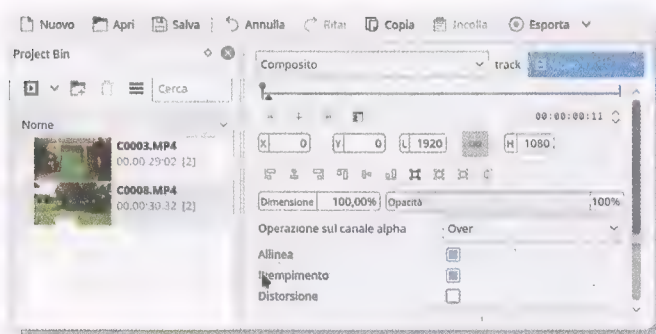 Nuovo Apri Salva Annulla Copia Incolla Esporta
Project Bin
Composito track
Cerca
00:00:00:11
Nome
C0003.MP4
00:00:29:02 [2]
X 0 Y 0 L 1920 H 1080
C0008.MP4
00:00:30:32 [2]
Dimensione 100,00% Opacità 100%
Operazione sul canale alpha Over
Allinea
Distorsione